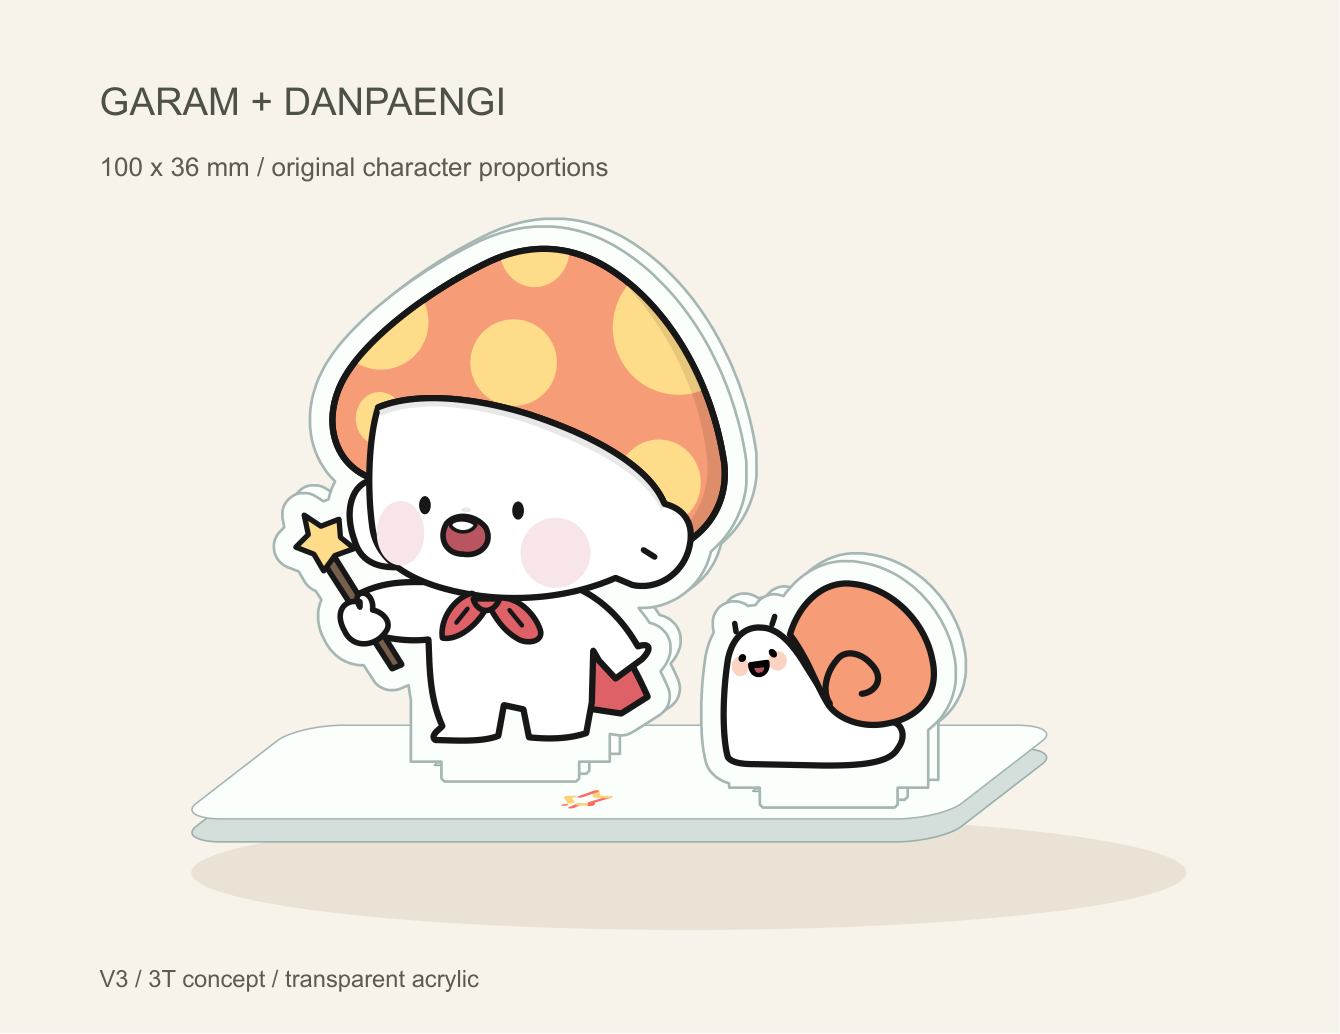 GARAM + DANPAENGI
100 x 36 mm / original character proportions
V3 / 3T concept / transparent acrylic